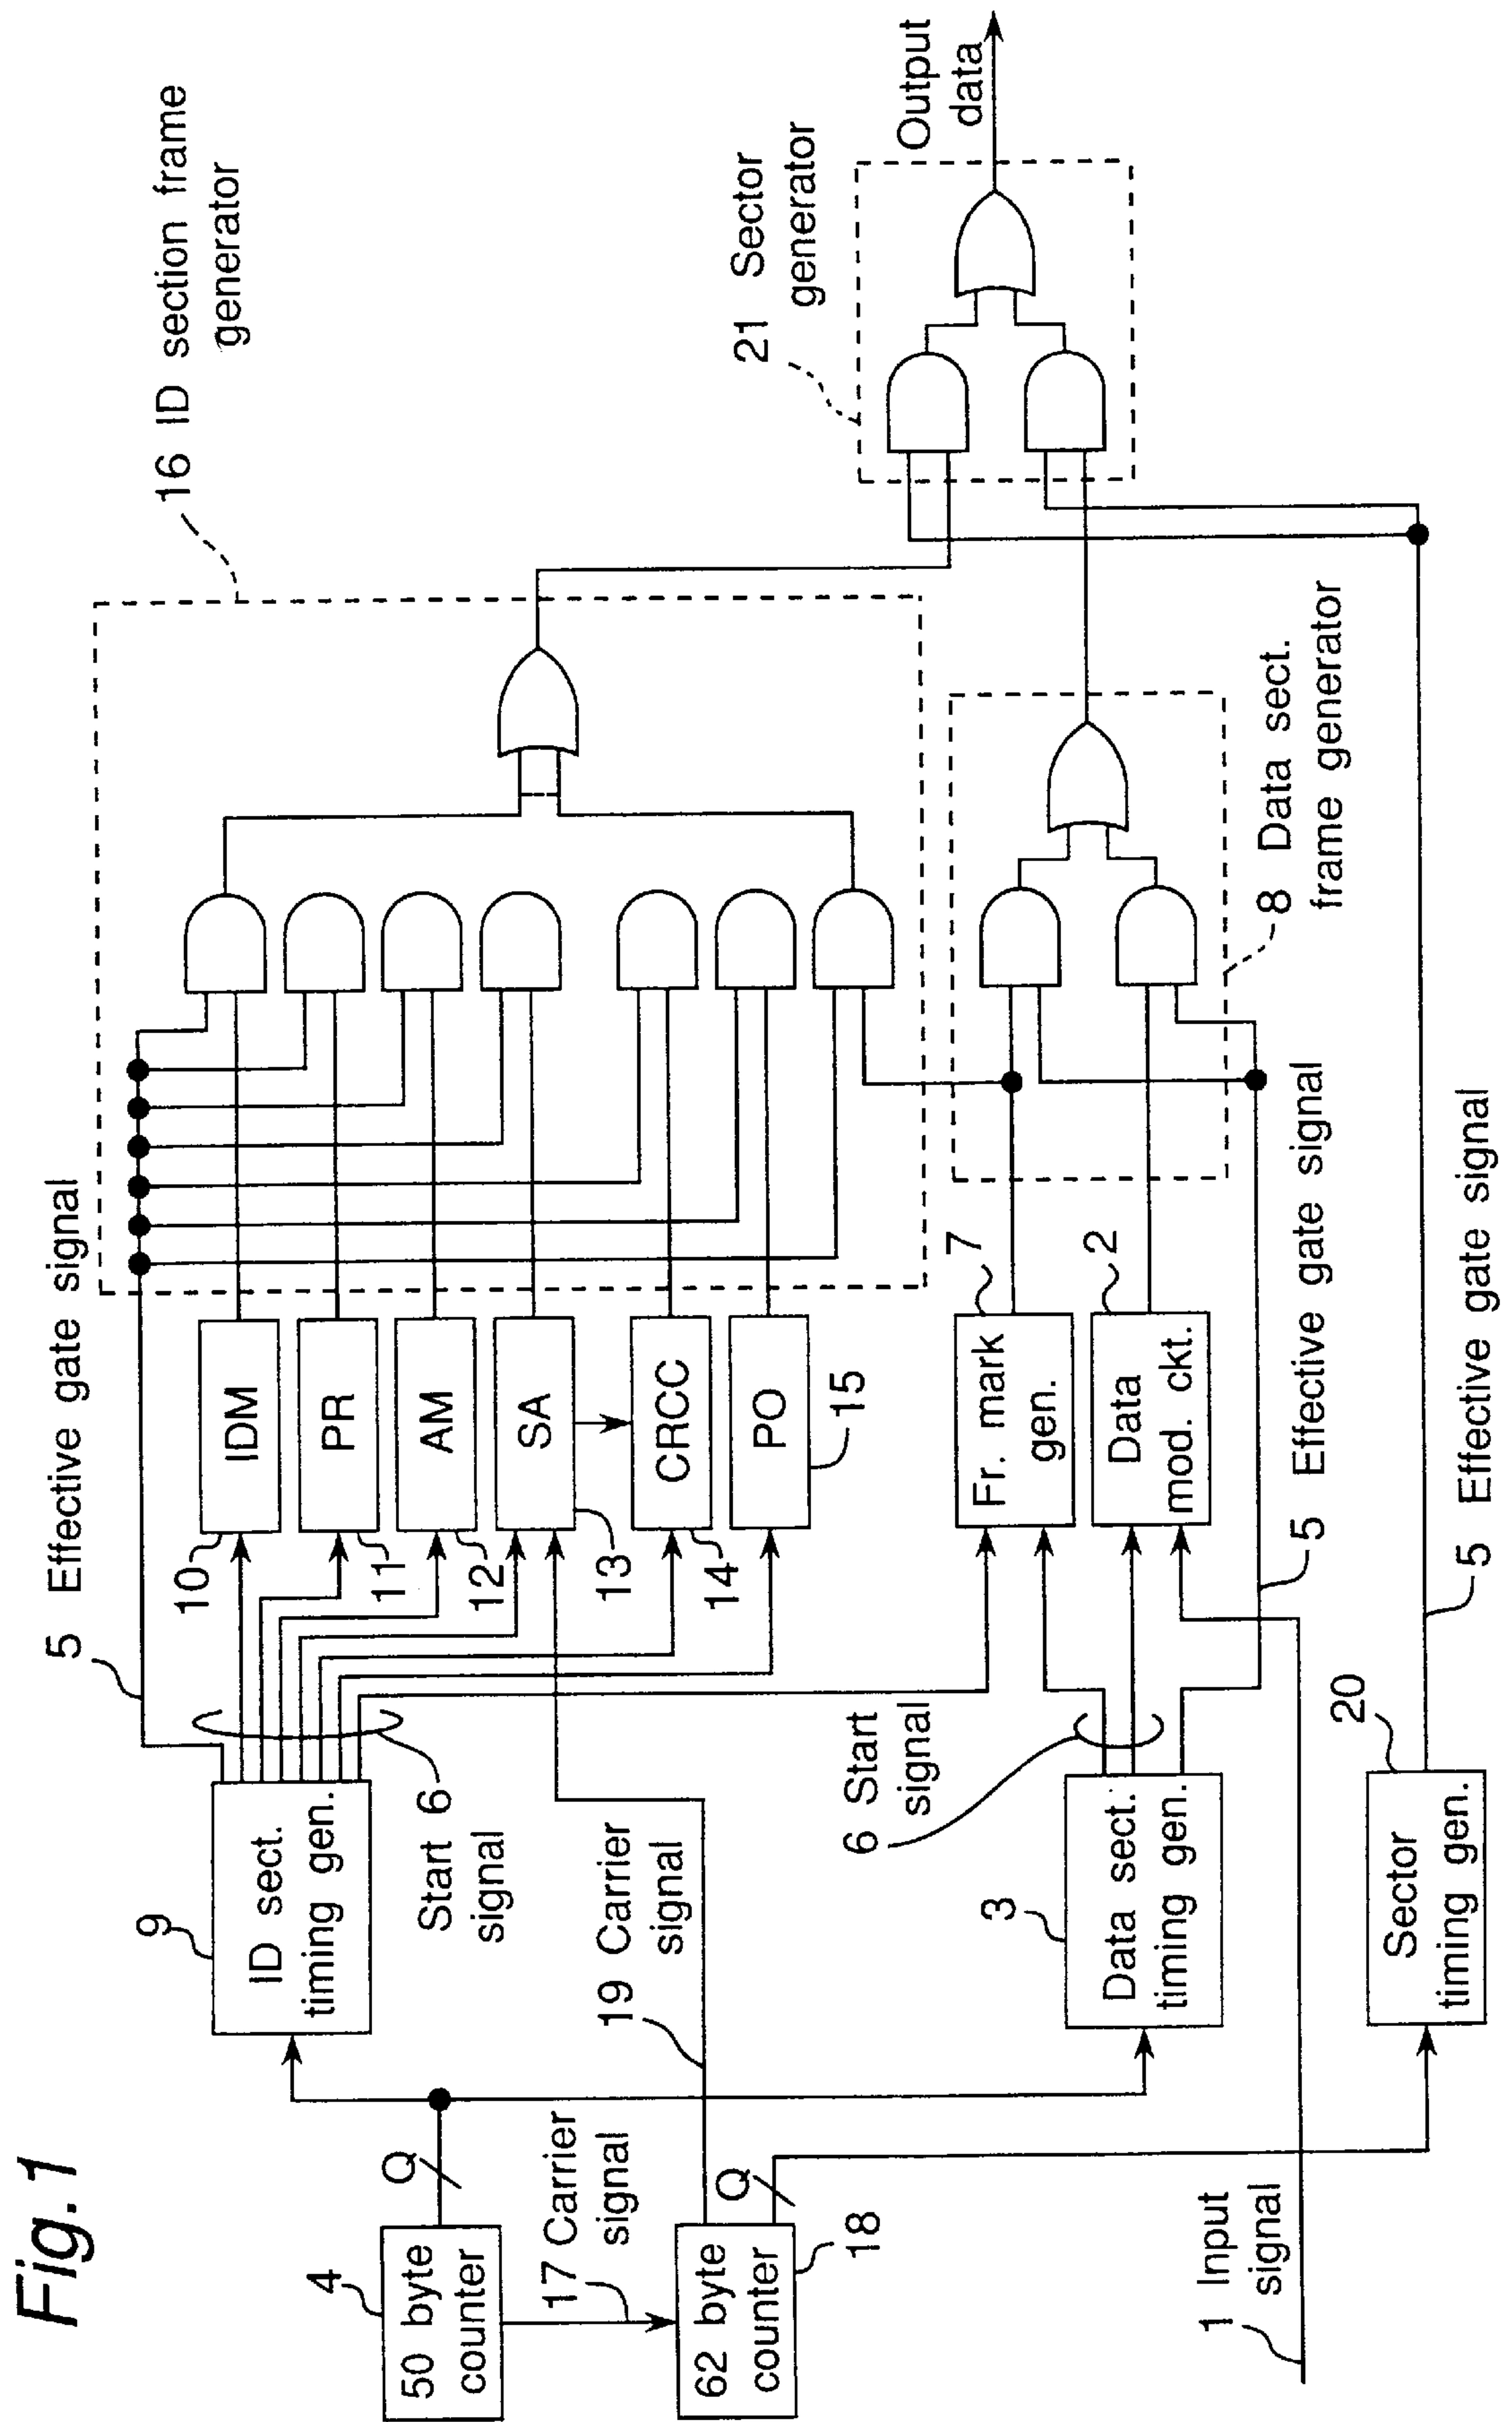 Fig.1
4
50 byte
counter
Q
17 Carrier
signal
62 byte
counter
18
Q
19 Carrier
signal
1 Input
signal
9
ID sect.
timing gen.
Start 6
signal
5 Effective gate signal
10
IDM
11
PR
12
AM
13
SA
14
CRCC
15
PO
16 ID section frame
generator
3
Data sect.
timing gen.
6 Start
signal
7
Fr. mark
gen.
2
Data
mod. ckt.
8 Data sect.
frame generator
5 Effective gate signal
20
Sector
timing gen.
5 Effective gate signal
21 Sector
generator
Output
data